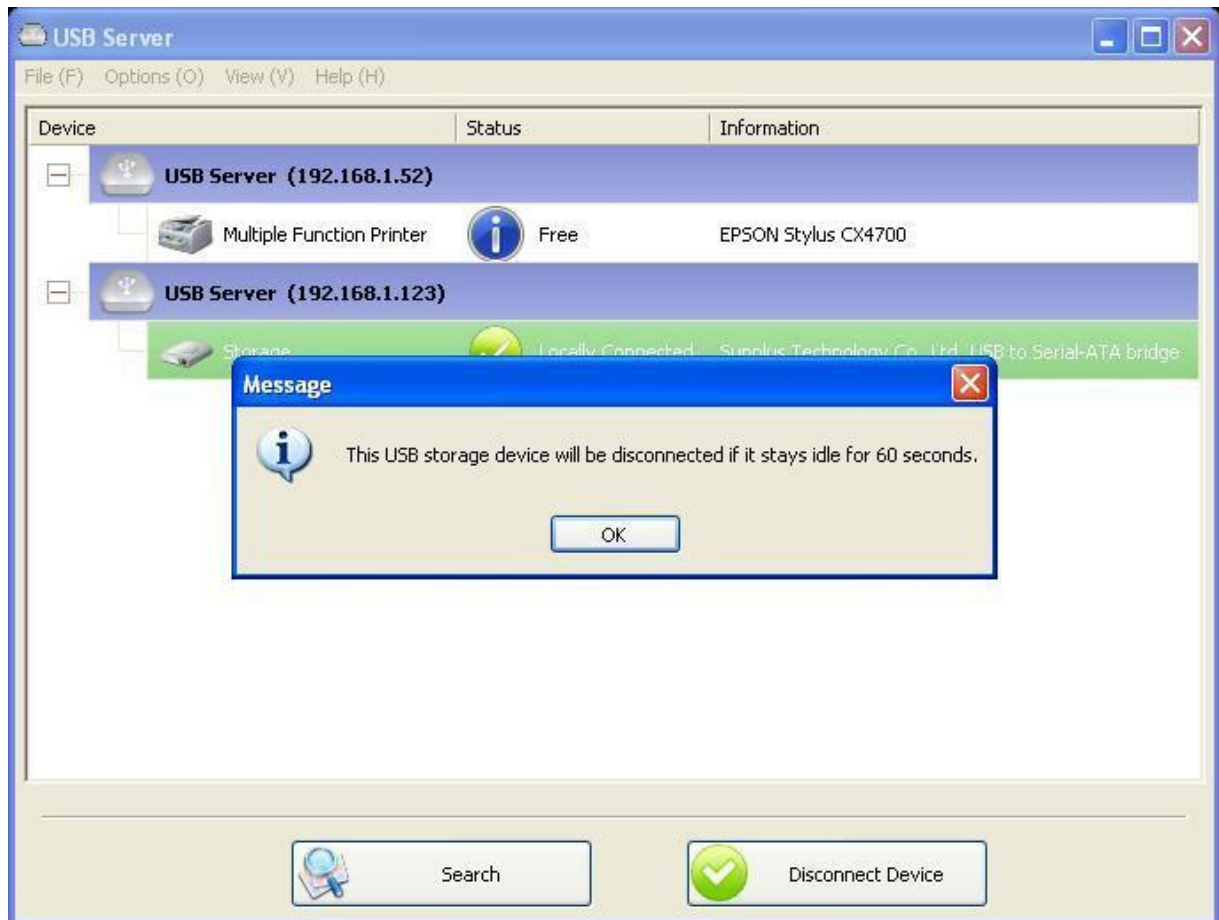 USB Server
File (F) Options (O) View (V) Help (H)
Device Status Information
USB Server (192.168.1.52)
Multiple Function Printer Free EPSON Stylus CX4700
USB Server (192.168.1.123)
Storage Locally Connected Sunplus Technology Co., Ltd. USB to Serial-ATA bridge
Message
This USB storage device will be disconnected if it stays idle for 60 seconds.
OK
Search Disconnect Device